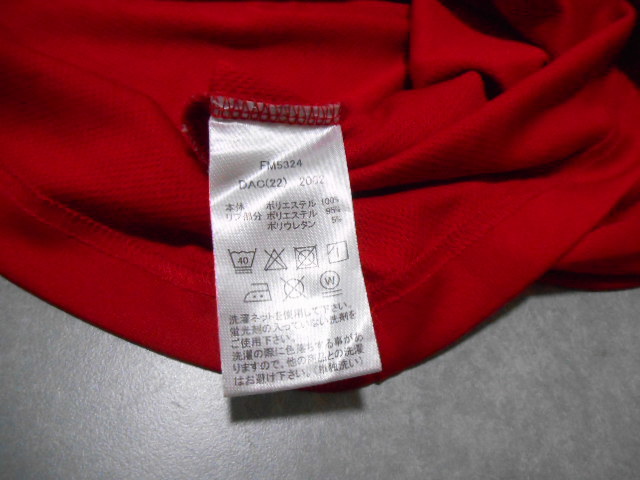 FM5324
DAC(22) 2002
本体 ポリエステル 100%
リブ部分 ポリエステル 95%
ポリウレタン 5%
40
洗濯ネットを使用して下さい。
蛍光剤の入っていない洗剤を
ご使用下さい。
洗濯の際に色落ちする事があ
りますので、他の商品との洗濯
はお避け下さい。(単独洗い)